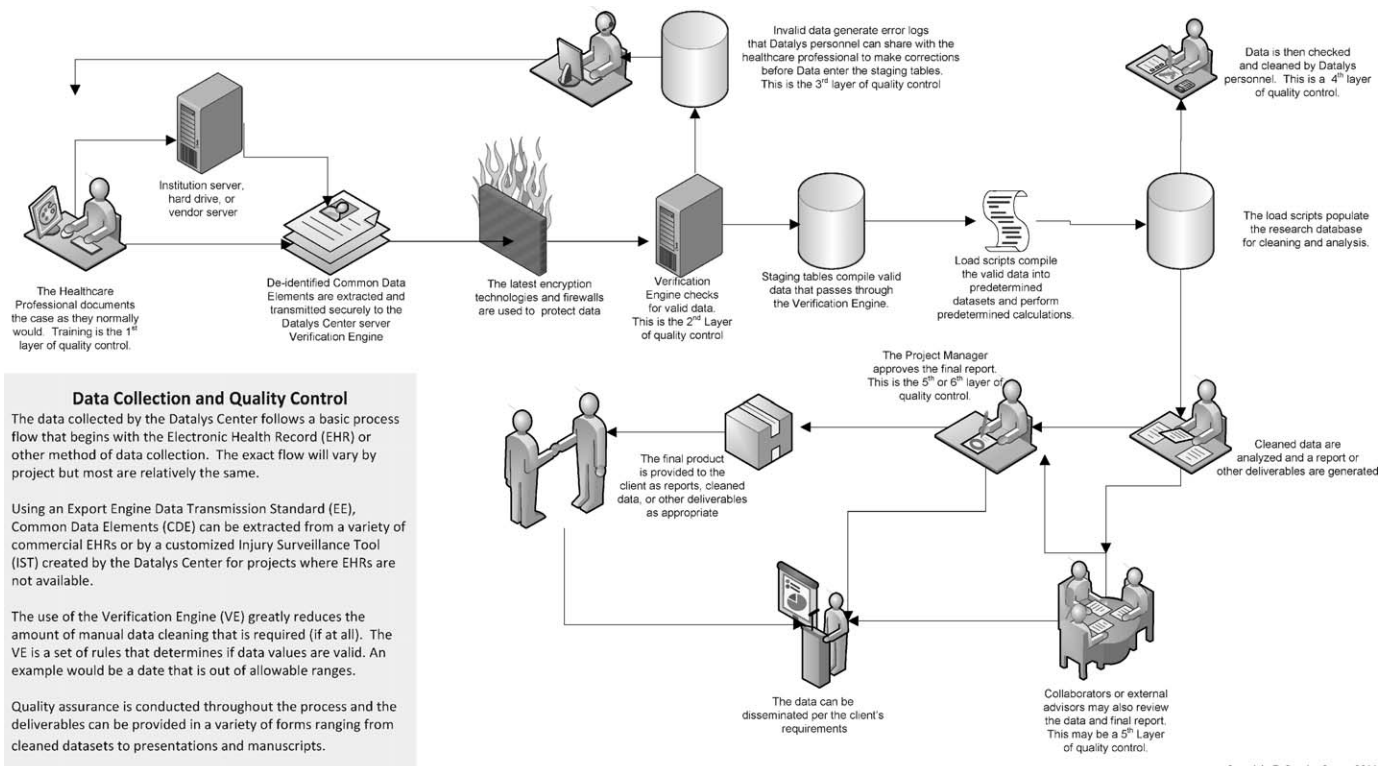 Invalid data generate error logs
that Datalys personnel can share with the
healthcare professional to make corrections
before Data enter the staging tables.
This is the 3rd layer of quality control
Data is then checked
and cleaned by Datalys
personnel. This is a 4th layer
of quality control.
Institution server,
hard drive, or
vendor server
The Healthcare
Professional documents
the case as they normally
would. Training is the 1st
layer of quality control.
De-identified Common Data
Elements are extracted and
transmitted securely to the
Datalys Center server
Verification Engine
The latest encryption
technologies and firewalls
are used to protect data
Verification
Engine checks
for valid data.
This is the 2nd Layer
of quality control
Staging tables compile valid
data that passes through
the Verification Engine.
Load scripts compile
the valid data into
predetermined
datasets and perform
predetermined calculations.
The load scripts populate
the research database
for cleaning and analysis.
Data Collection and Quality Control
The data collected by the Datalys Center follows a basic process
flow that begins with the Electronic Health Record (EHR) or
other method of data collection. The exact flow will vary by
project but most are relatively the same.
Using an Export Engine Data Transmission Standard (EE),
Common Data Elements (CDE) can be extracted from a variety of
commercial EHRs or by a customized Injury Surveillance Tool
(IST) created by the Datalys Center for projects where EHRs are
not available.
The use of the Verification Engine (VE) greatly reduces the
amount of manual data cleaning that is required (if at all). The
VE is a set of rules that determines if data values are valid. An
example would be a date that is out of allowable ranges.
Quality assurance is conducted throughout the process and the
deliverables can be provided in a variety of forms ranging from
cleaned datasets to presentations and manuscripts.
The Project Manager
approves the final report.
This is the 5th or 6th layer of
quality control.
Cleaned data are
analyzed and a report or
other deliverables are generated
The final product
is provided to the
client as reports, cleaned
data, or other deliverables
as appropriate
The data can be
disseminated per the client's
requirements
Collaborators or external
advisors may also review
the data and final report.
This may be a 5th Layer
of quality control.